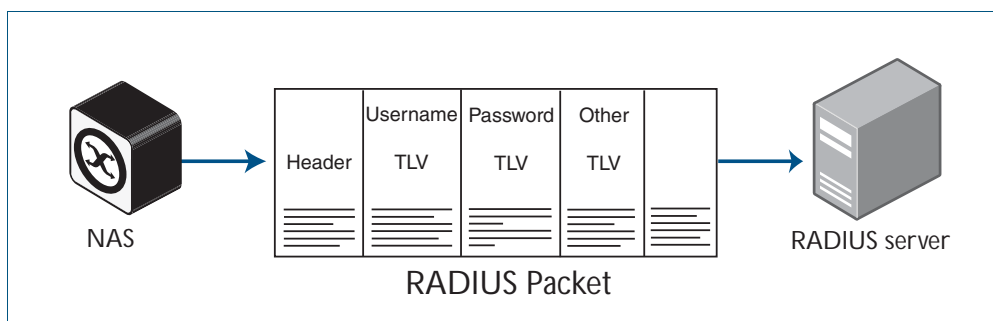 NAS
Header
Username
TLV
Password
TLV
Other
TLV
RADIUS Packet
RADIUS server